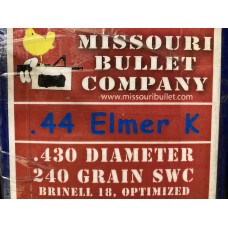 MISSOURI
BULLET
COMPANY
www.missouribullet.com
.44 Elmer K
.430 DIAMETER
240 GRAIN SWC
BRINELL 18, OPTIMIZED